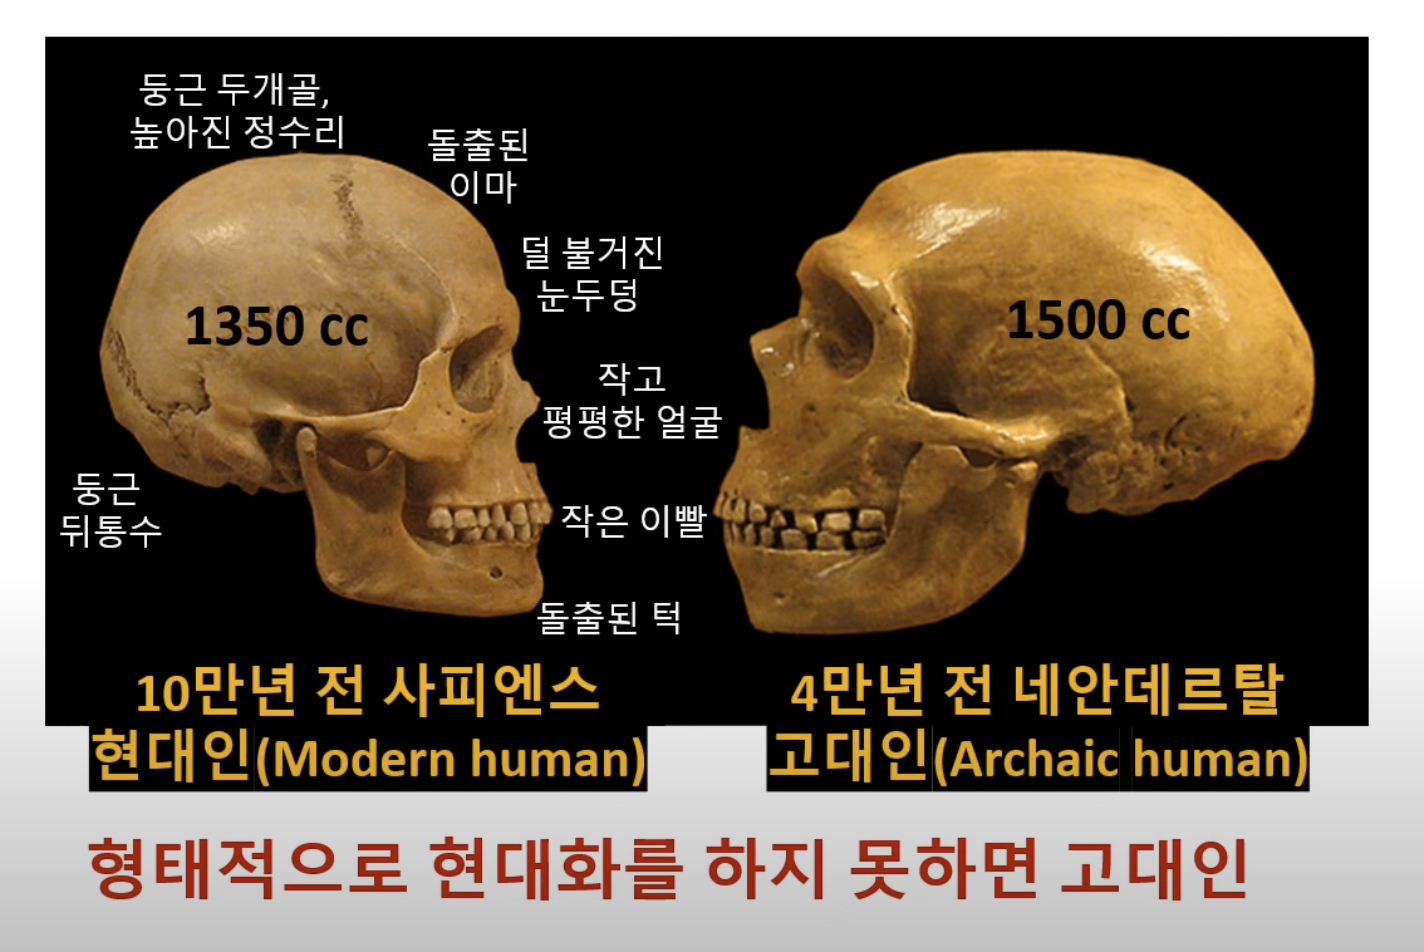 둥근 두개골,
높아진 정수리
돌출된
이마
덜 불거진
눈두덩
1350 cc
1500 cc
작고
평평한 얼굴
둥근
뒤통수
작은 이빨
돌출된 턱
10만년 전 사피엔스
현대인(Modern human)
4만년 전 네안데르탈
고대인(Archaic human)
형태적으로 현대화를 하지 못하면 고대인